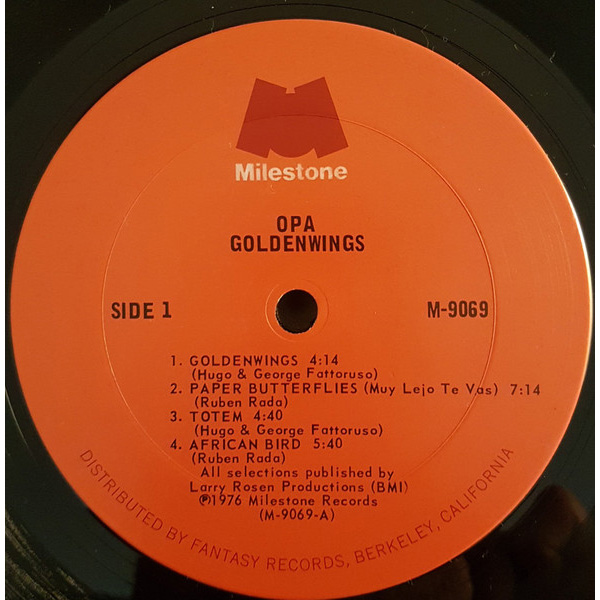 Milestone
OPA
GOLDENWINGS
SIDE 1
M-9069
1. GOLDENWINGS 4:14
(Hugo & George Fattoruso)
2. PAPER BUTTERFLIES (Muy Lejo Te Vas) 7:14
(Ruben Rada)
3. TOTEM 4:40
(Hugo & George Fattoruso)
4. AFRICAN BIRD 5:40
(Ruben Rada)
All selections published by
Larry Rosen Productions (BMI)
℗1976 Milestone Records
(M-9069-A)
DISTRIBUTED BY FANTASY RECORDS, BERKELEY, CALIFORNIA